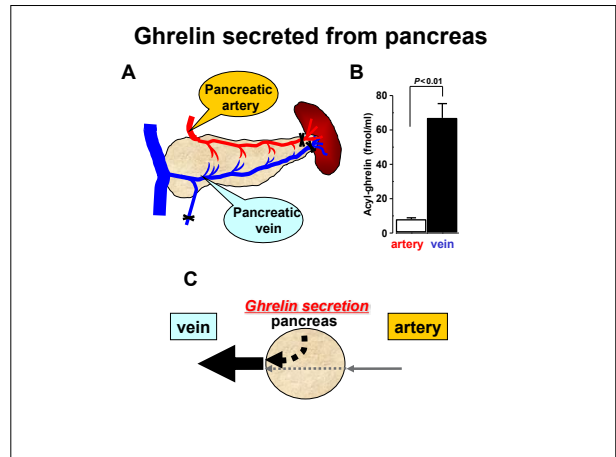 Ghrelin secreted from pancreas
A
Pancreatic
artery
Pancreatic
vein
B
P<0.01
Acyl-ghrelin (fmol/ml)
80
60
40
20
0
artery
vein
C
Ghrelin secretion
pancreas
vein
artery